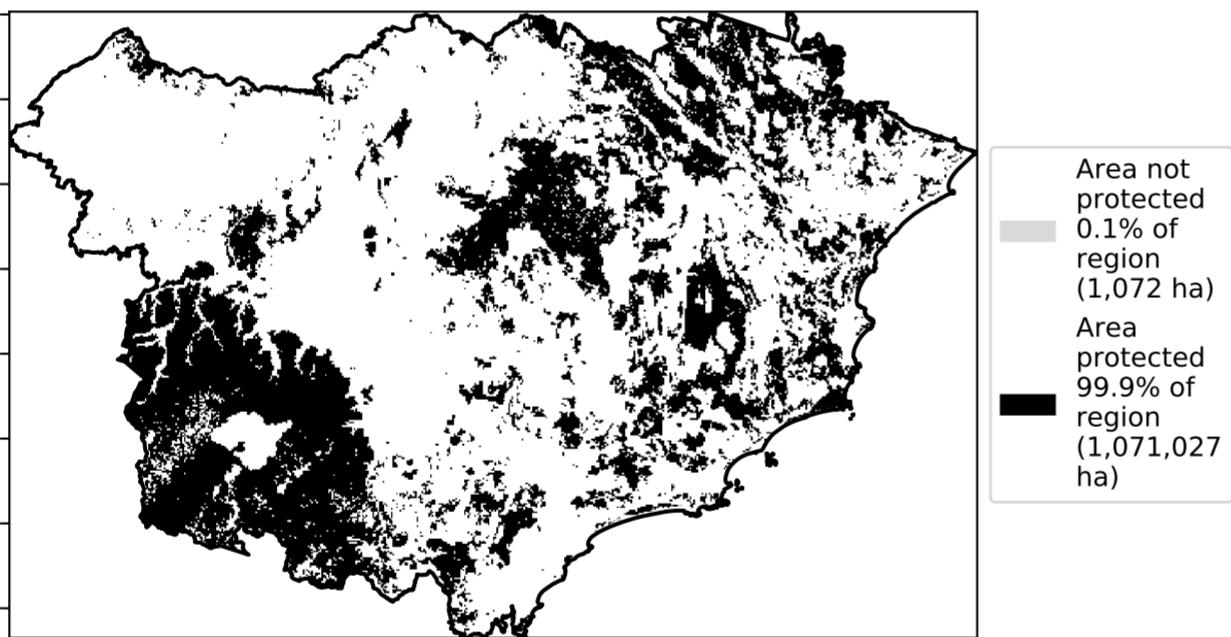 Area not
protected
0.1% of
region
(1,072 ha)
Area
protected
99.9% of
region
(1,071,027
ha)